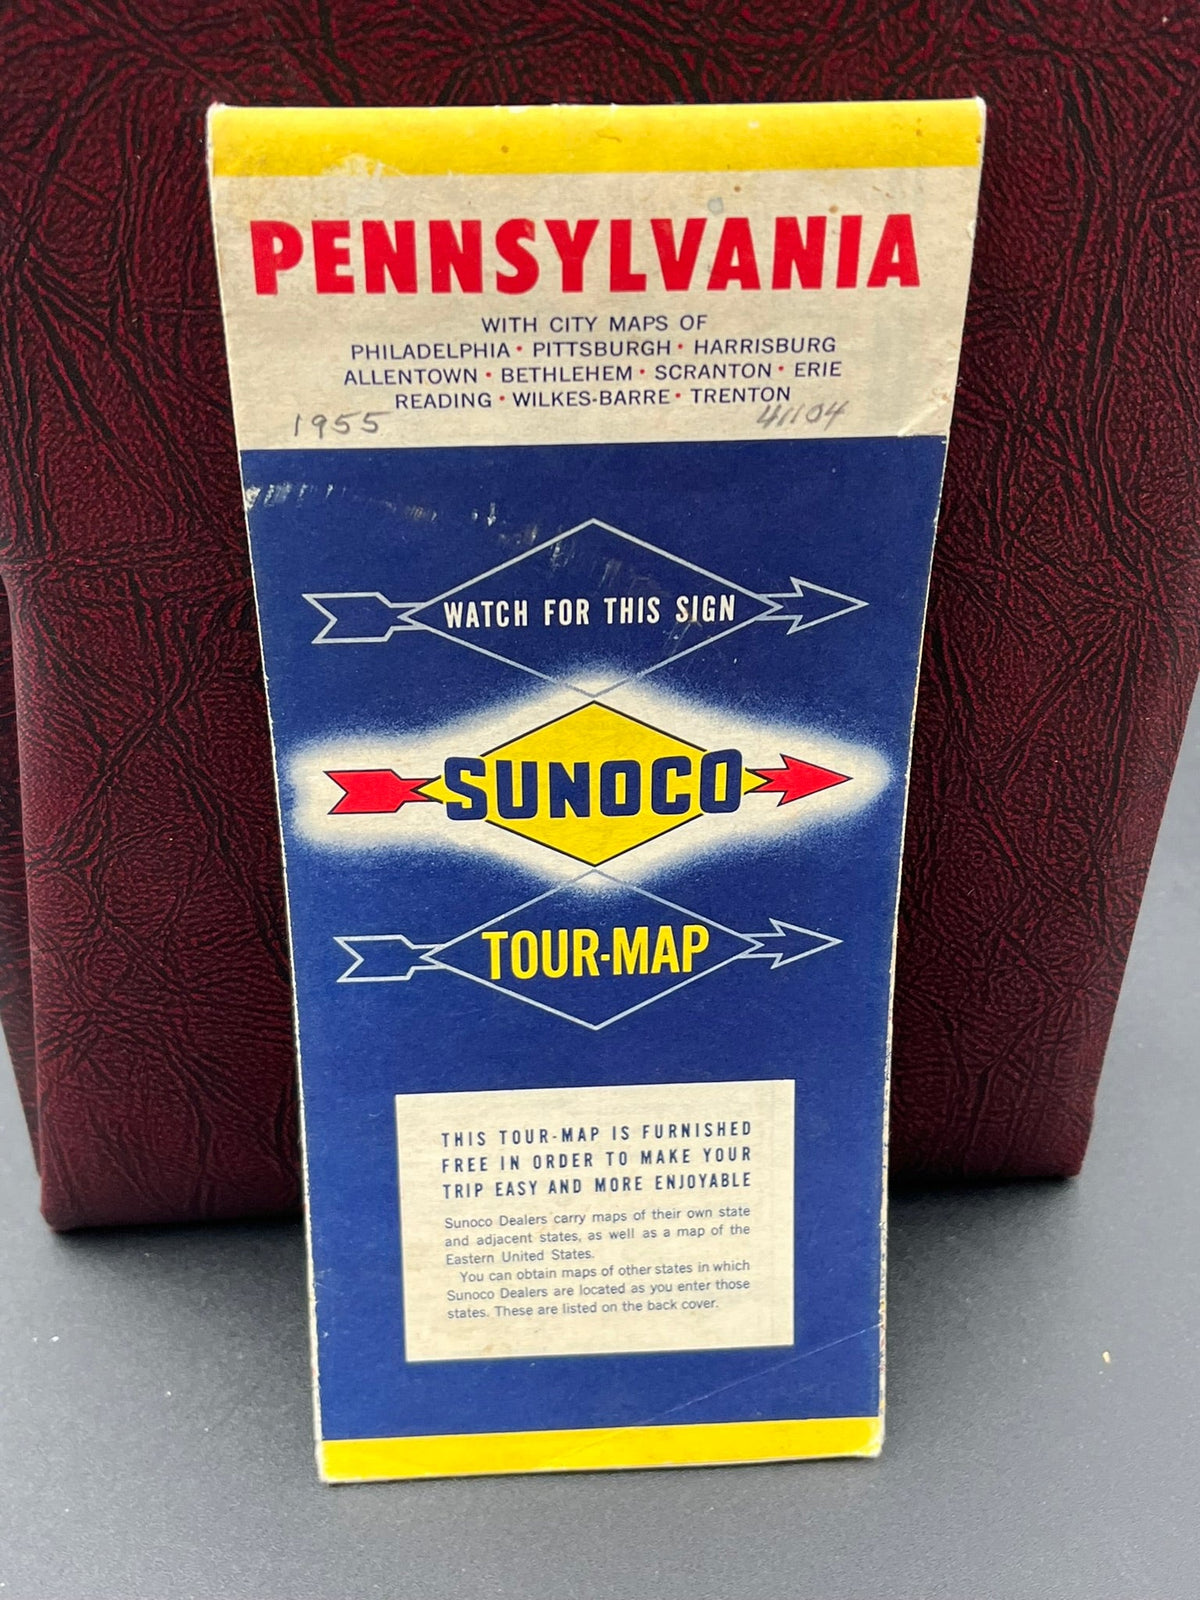 PENNSYLVANIA
WITH CITY MAPS OF
PHILADELPHIA • PITTSBURGH • HARRISBURG
ALLENTOWN • BETHLEHEM • SCRANTON • ERIE
READING • WILKES-BARRE • TRENTON
1955 41104
WATCH FOR THIS SIGN
SUNOCO
TOUR-MAP
THIS TOUR-MAP IS FURNISHED
FREE IN ORDER TO MAKE YOUR
TRIP EASY AND MORE ENJOYABLE
Sunoco Dealers carry maps of their own state
and adjacent states, as well as a map of the
Eastern United States.
You can obtain maps of other states in which
Sunoco Dealers are located as you enter those
states. These are listed on the back cover.